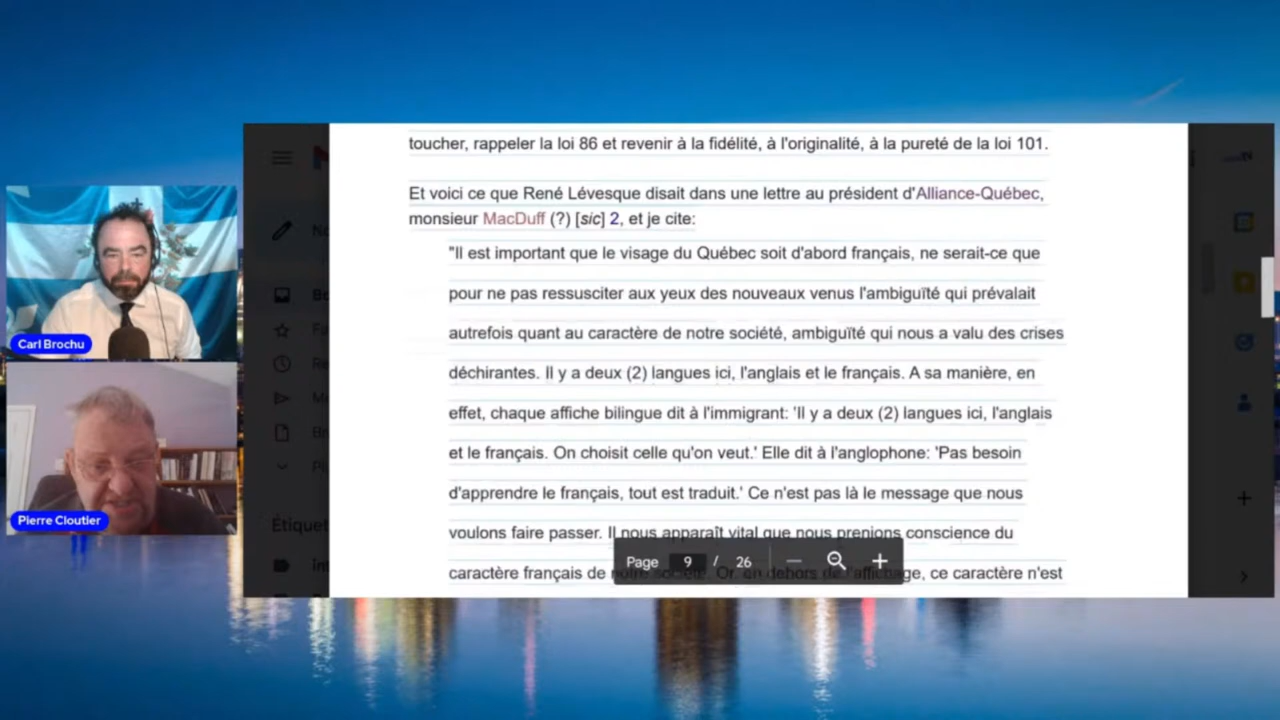 toucher, rappeler la loi 86 et revenir à la fidélité, à l'originalité, à la pureté de la loi 101.
Et voici ce que René Lévesque disait dans une lettre au président d'Alliance-Québec,
monsieur MacDuff (?) [sic] 2, et je cite:
"Il est important que le visage du Québec soit d'abord français, ne serait-ce que
pour ne pas ressusciter aux yeux des nouveaux venus l'ambiguïté qui prévalait
autrefois quant au caractère de notre société, ambiguïté qui nous a valu des crises
déchirantes. Il y a deux (2) langues ici, l'anglais et le français. A sa manière, en
effet, chaque affiche bilingue dit à l'immigrant: 'Il y a deux (2) langues ici, l'anglais
et le français. On choisit celle qu'on veut.' Elle dit à l'anglophone: 'Pas besoin
d'apprendre le français, tout est traduit.' Ce n'est pas là le message que nous
voulons faire passer. Il nous apparaît vital que nous prenions conscience du
caractère français de notre société. Or, en dehors de l'affichage, ce caractère n'est
Page 9 / 26
Carl Brochu
Pierre Cloutier
Étiquet